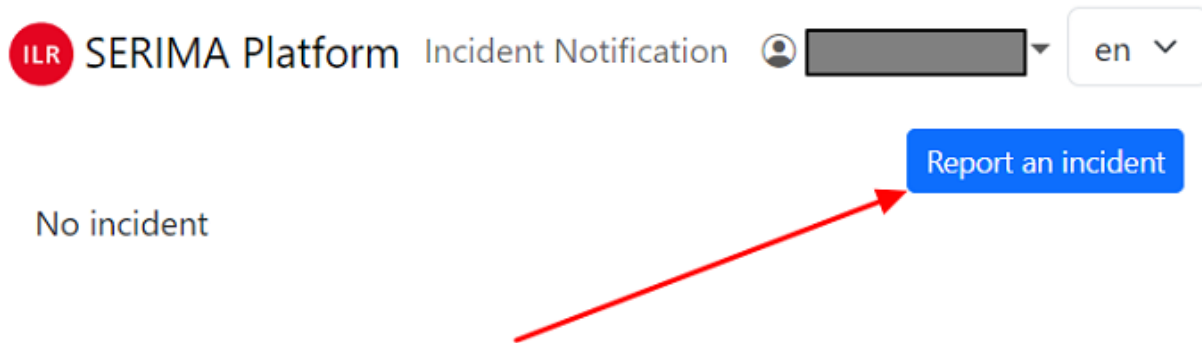 ILR SERIMA Platform Incident Notification en
Report an incident
No incident